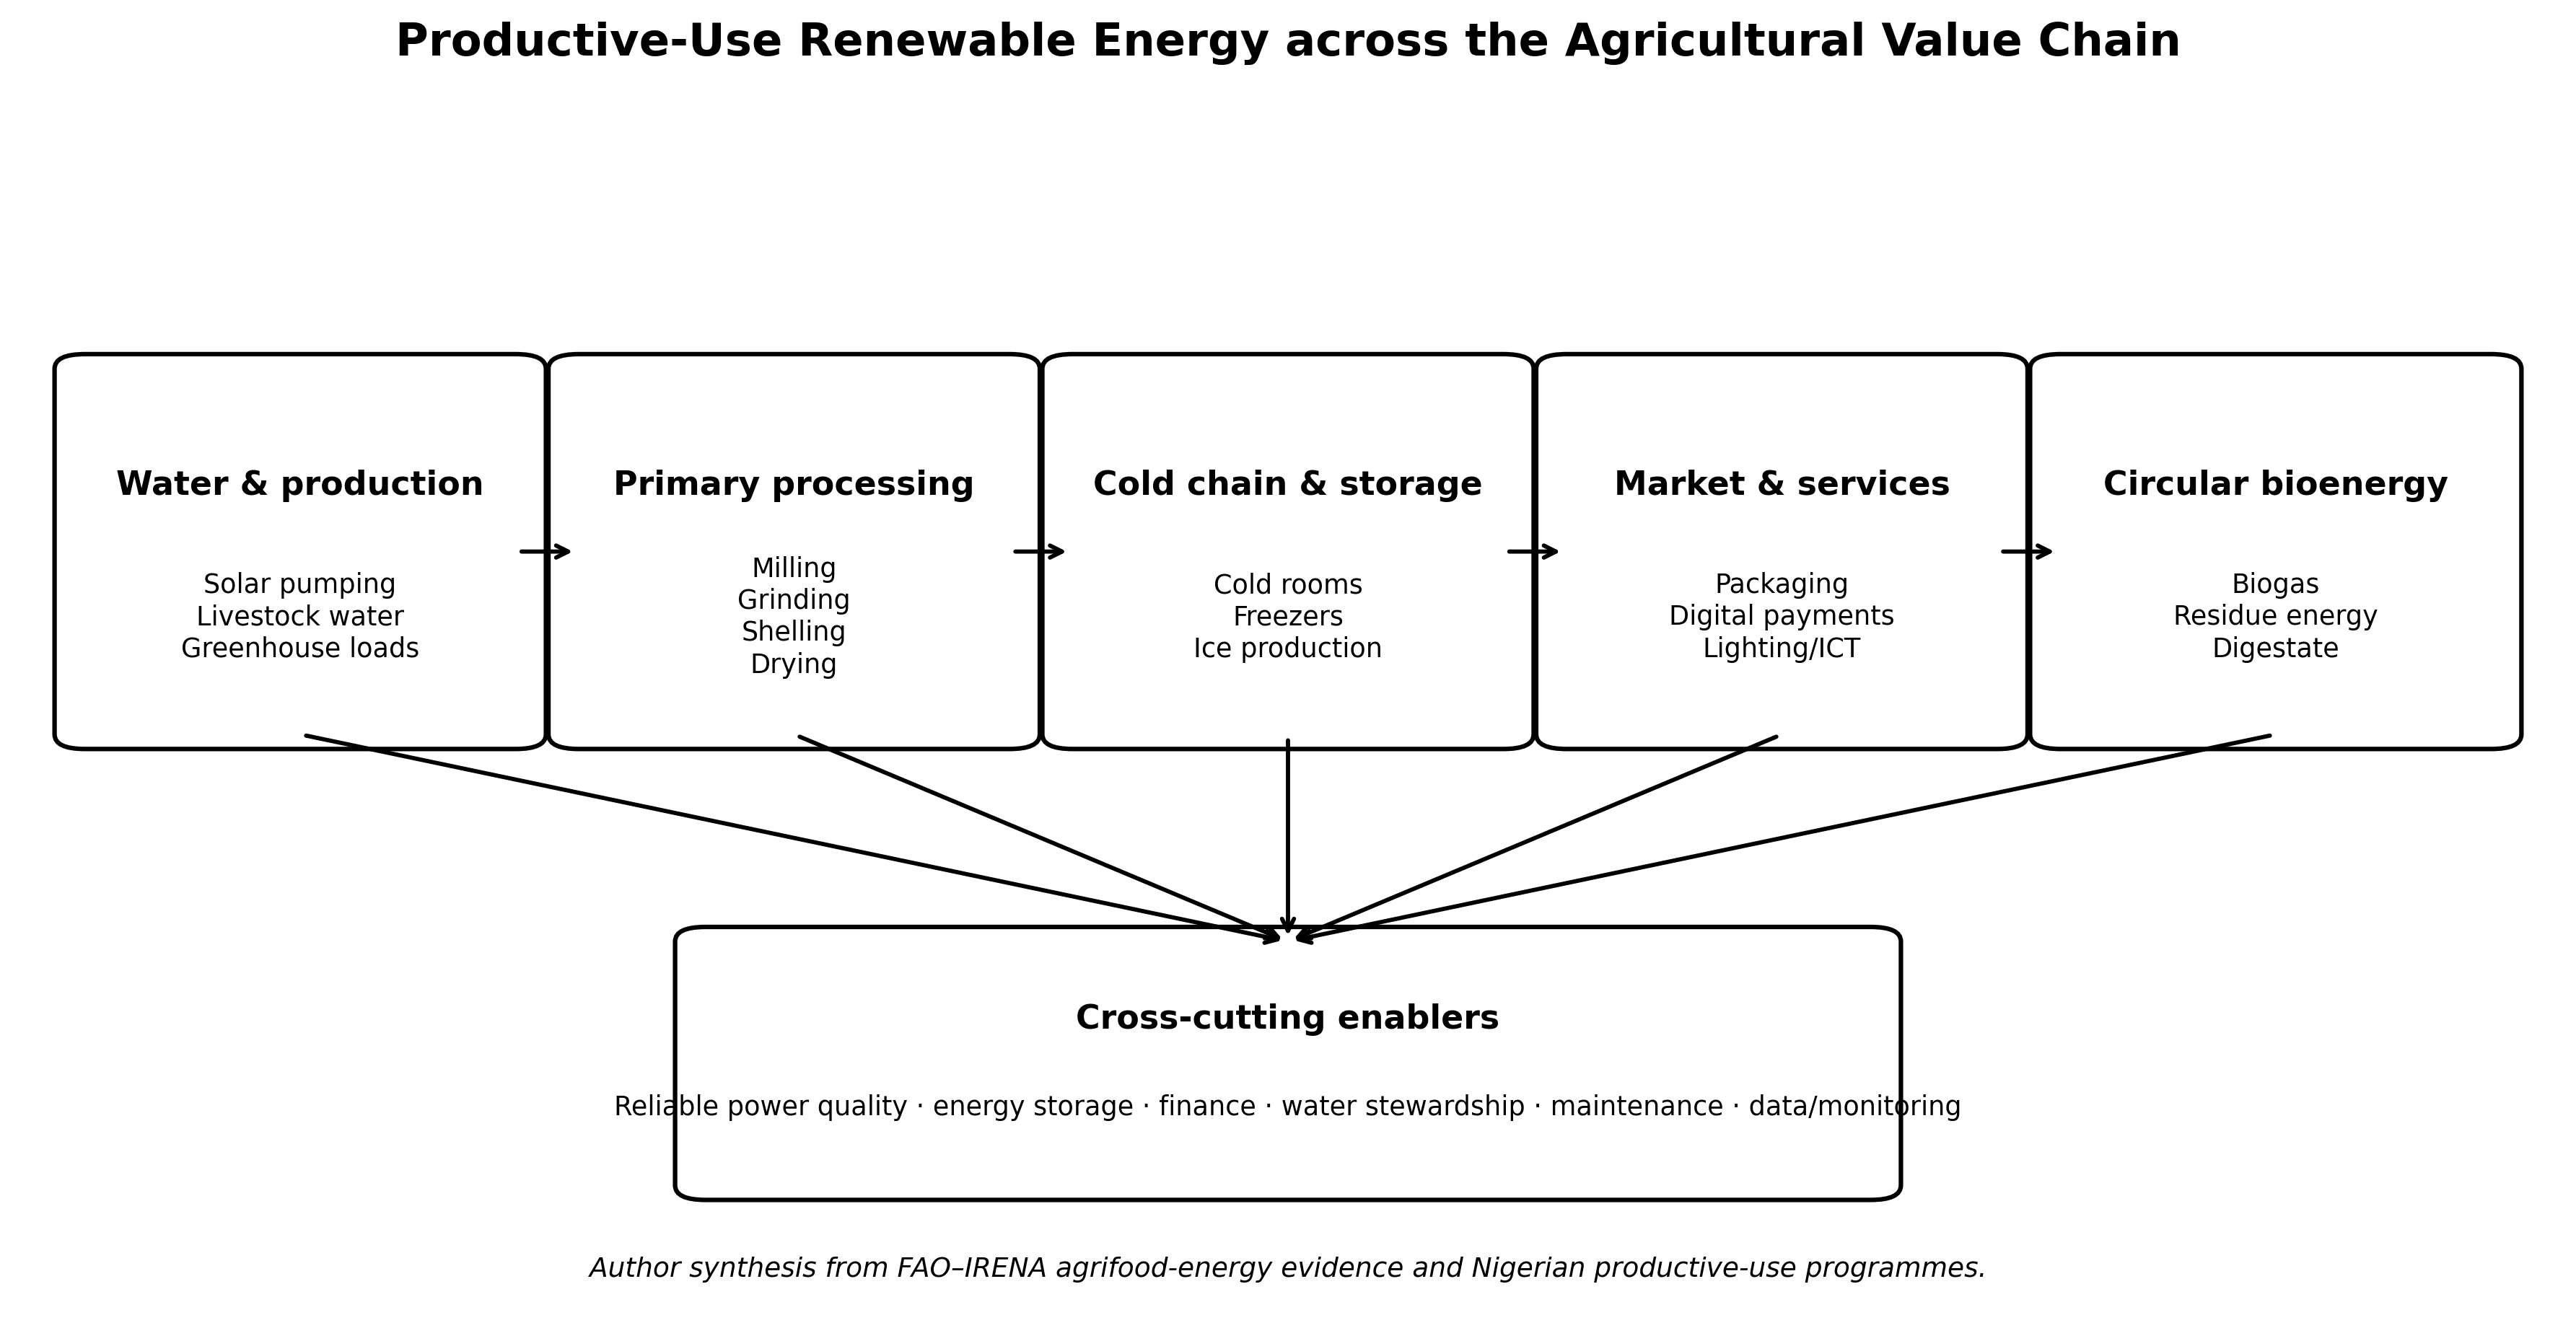 Productive-Use Renewable Energy across the Agricultural Value Chain
Water & production
Solar pumping
Livestock water
Greenhouse loads
Primary processing
Milling
Grinding
Shelling
Drying
Cold chain & storage
Cold rooms
Freezers
Ice production
Market & services
Packaging
Digital payments
Lighting/ICT
Circular bioenergy
Biogas
Residue energy
Digestate
Cross-cutting enablers
Reliable power quality · energy storage · finance · water stewardship · maintenance · data/monitoring
Author synthesis from FAO–IRENA agrifood-energy evidence and Nigerian productive-use programmes.